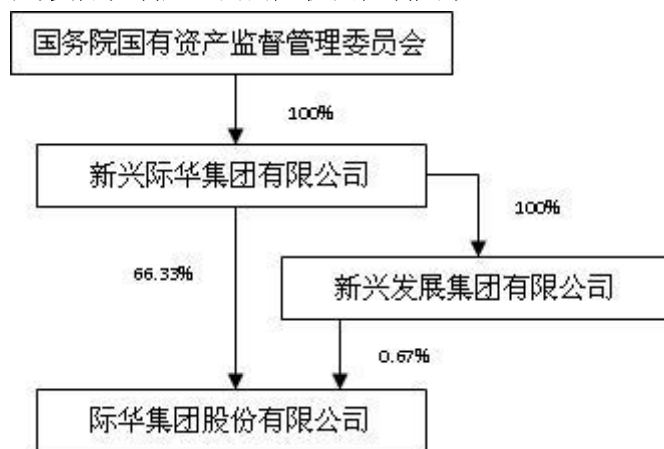 国务院国有资产监督管理委员会
100%
新兴际华集团有限公司
100%
66.33%
新兴发展集团有限公司
0.67%
际华集团股份有限公司